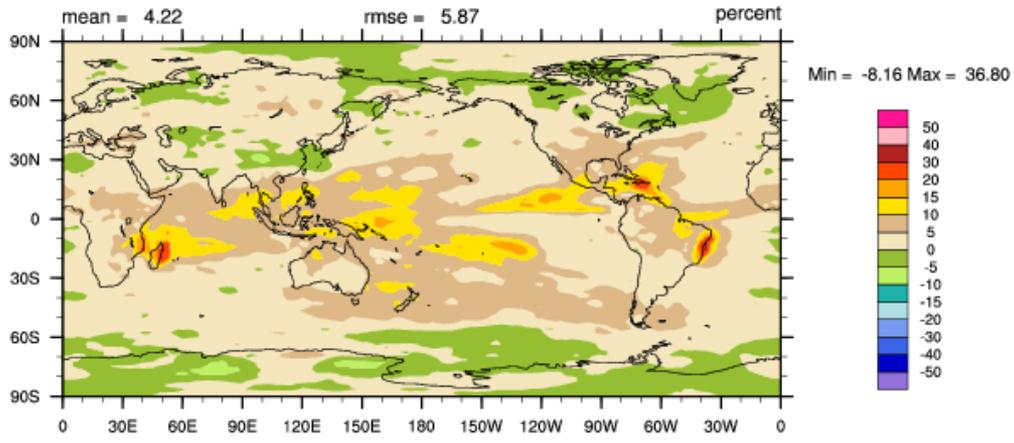 mean = 4.22 rmse = 5.87 percent
Min = -8.16 Max = 36.80
90N
60N
30N
0
30S
60S
90S
0 30E 60E 90E 120E 150E 180 150W 120W 90W 60W 30W 0
50
40
30
20
15
10
5
0
-5
-10
-15
-20
-30
-40
-50